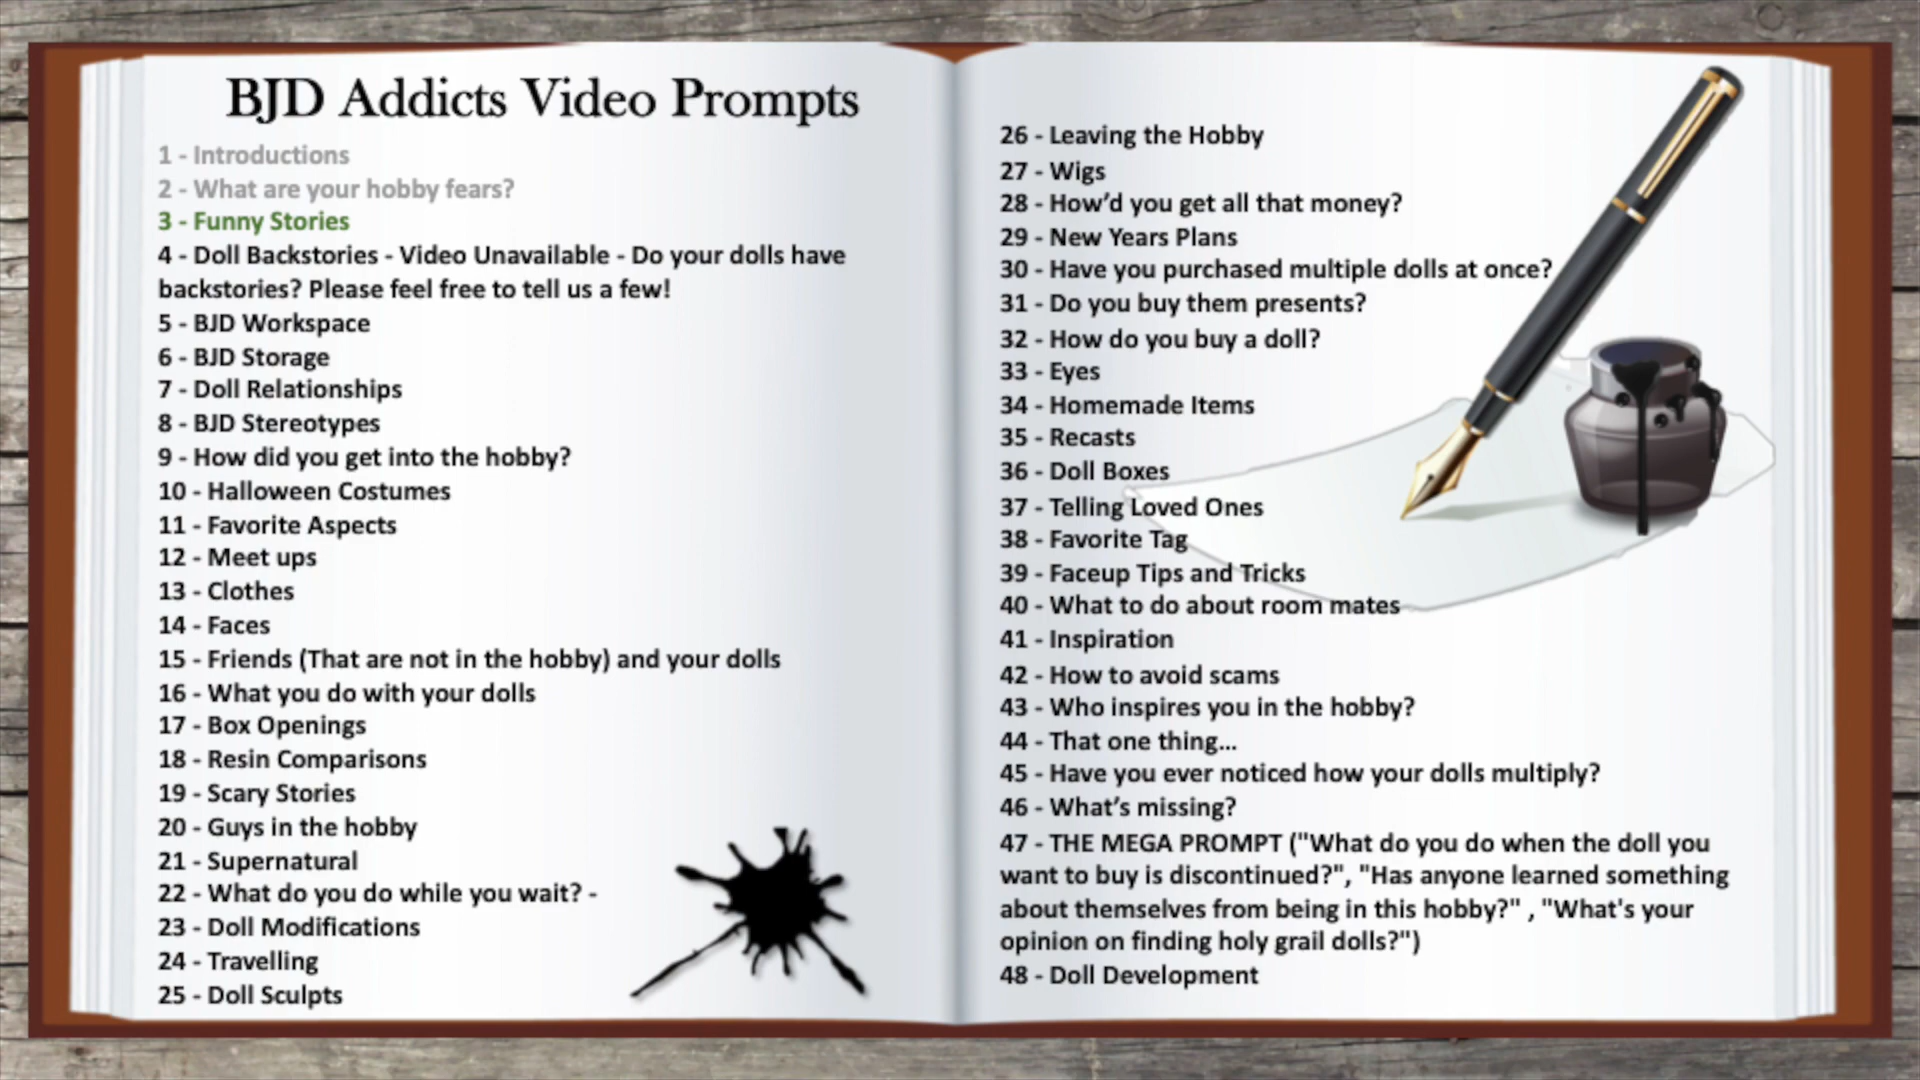 BJD Addicts Video Prompts
1 - Introductions
2 - What are your hobby fears?
3 - Funny Stories
4 - Doll Backstories - Video Unavailable - Do your dolls have
backstories? Please feel free to tell us a few!
5 - BJD Workspace
6 - BJD Storage
7 - Doll Relationships
8 - BJD Stereotypes
9 - How did you get into the hobby?
10 - Halloween Costumes
11 - Favorite Aspects
12 - Meet ups
13 - Clothes
14 - Faces
15 - Friends (That are not in the hobby) and your dolls
16 - What you do with your dolls
17 - Box Openings
18 - Resin Comparisons
19 - Scary Stories
20 - Guys in the hobby
21 - Supernatural
22 - What do you do while you wait? -
23 - Doll Modifications
24 - Travelling
25 - Doll Sculpts
26 - Leaving the Hobby
27 - Wigs
28 - How’d you get all that money?
29 - New Years Plans
30 - Have you purchased multiple dolls at once?
31 - Do you buy them presents?
32 - How do you buy a doll?
33 - Eyes
34 - Homemade Items
35 - Recasts
36 - Doll Boxes
37 - Telling Loved Ones
38 - Favorite Tag
39 - Faceup Tips and Tricks
40 - What to do about room mates
41 - Inspiration
42 - How to avoid scams
43 - Who inspires you in the hobby?
44 - That one thing…
45 - Have you ever noticed how your dolls multiply?
46 - What’s missing?
47 - THE MEGA PROMPT ("What do you do when the doll you
want to buy is discontinued?", "Has anyone learned something
about themselves from being in this hobby?" , "What's your
opinion on finding holy grail dolls?")
48 - Doll Development